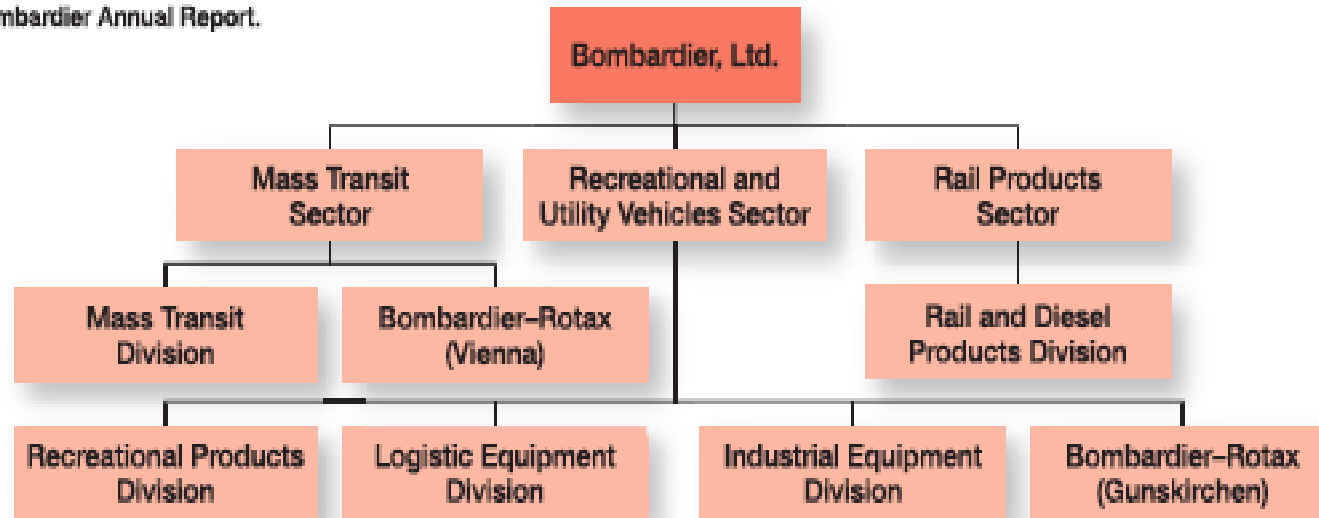 Annual Report.
Bombardier, Ltd.
Mass Transit
Sector
Recreational and
Utility Vehicles Sector
Rail Products
Sector
Mass Transit
Division
Bombardier–Rotax
(Vienna)
Rail and Diesel
Products Division
Recreational Products
Division
Logistic Equipment
Division
Industrial Equipment
Division
Bombardier–Rotax
(Gunskirchen)